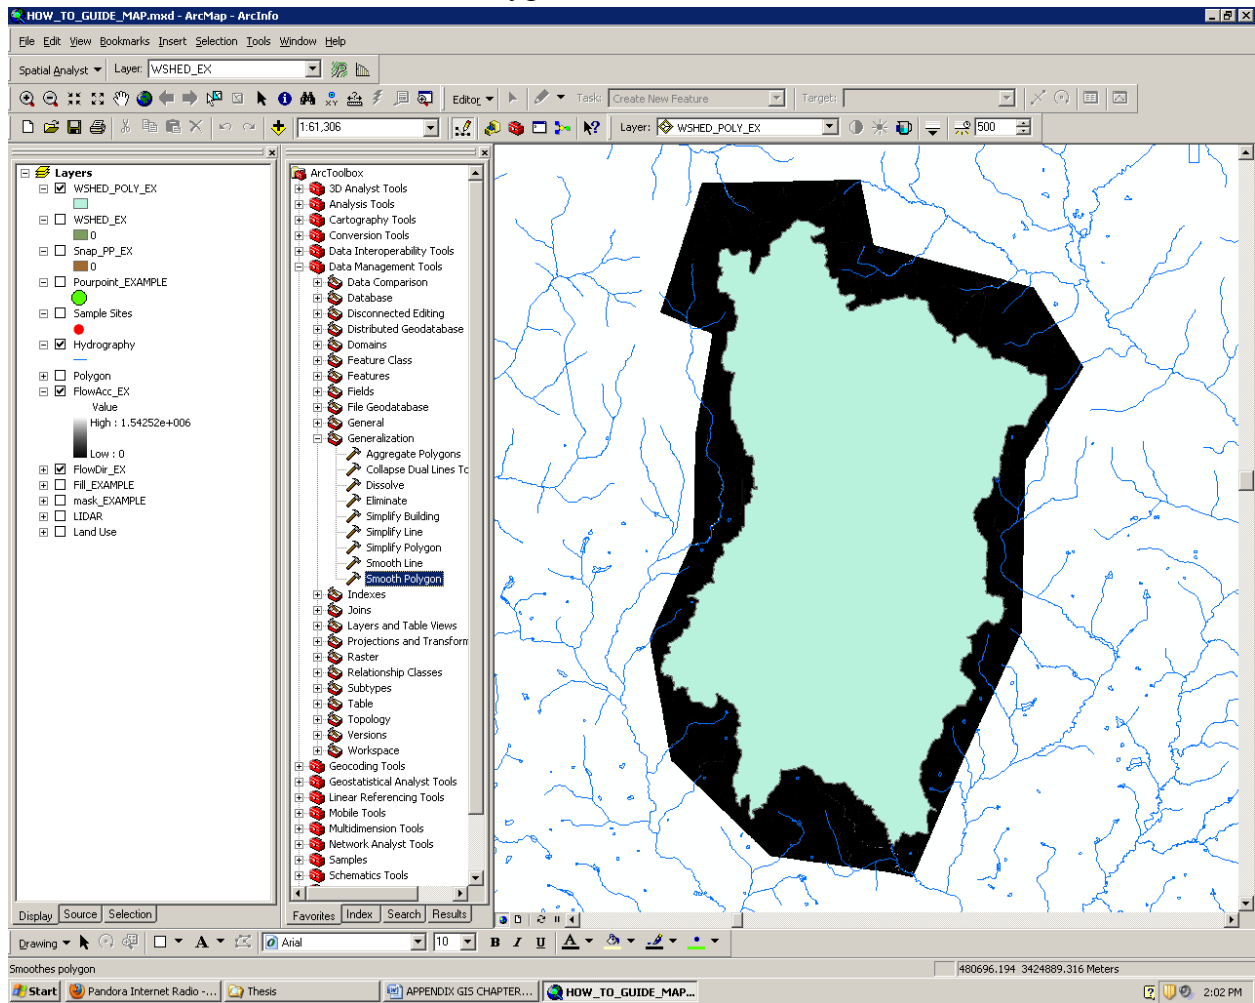 HOW_TO_GUIDE_MAP.mxd - ArcMap - ArcInfo
File Edit View Bookmarks Insert Selection Tools Window Help
Spatial Analyst Layer: WSHED_EX
Editor Task: Create New Feature Target:
1:61,306 Layer: WSHED_POLY_EX 500
Layers
WSHED_POLY_EX
WSHED_EX
0
Snap_PP_EX
0
Pourpoint_EXAMPLE
Sample Sites
Hydrography
Polygon
FlowAcc_EX
Value
High : 1.54252e+006
Low : 0
FlowDir_EX
Fill_EXAMPLE
mask_EXAMPLE
LIDAR
Land Use
Display Source Selection
ArcToolbox
3D Analyst Tools
Analysis Tools
Cartography Tools
Conversion Tools
Data Interoperability Tools
Data Management Tools
Data Comparison
Database
Disconnected Editing
Distributed Geodatabase
Domains
Feature Class
Features
Fields
File Geodatabase
General
Generalization
Aggregate Polygons
Collapse Dual Lines Tc
Dissolve
Eliminate
Simplify Building
Simplify Line
Simplify Polygon
Smooth Line
Smooth Polygon
Indexes
Joins
Layers and Table Views
Projections and Transform
Raster
Relationship Classes
Subtypes
Table
Topology
Versions
Workspace
Geocoding Tools
Geostatistical Analyst Tools
Linear Referencing Tools
Mobile Tools
Multidimension Tools
Network Analyst Tools
Samples
Schematics Tools
Favorites Index Search Results
Drawing A Arial 10 B I U A
Smoothes polygon
480696.194 3424889.316 Meters
Start Pandora Internet Radio -... Thesis APPENDIX GIS CHAPTER... HOW_TO_GUIDE_MAP... 2:02 PM